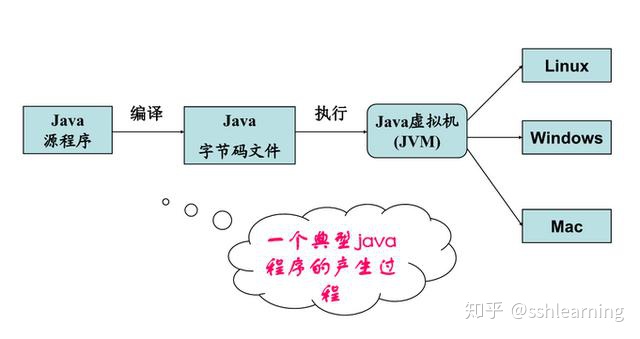 Java
源程序
编译
Java
字节码文件
执行
Java虚拟机
(JVM)
Linux
Windows
Mac
一个典型java
程序的产生过
程
知乎 @sshlearning